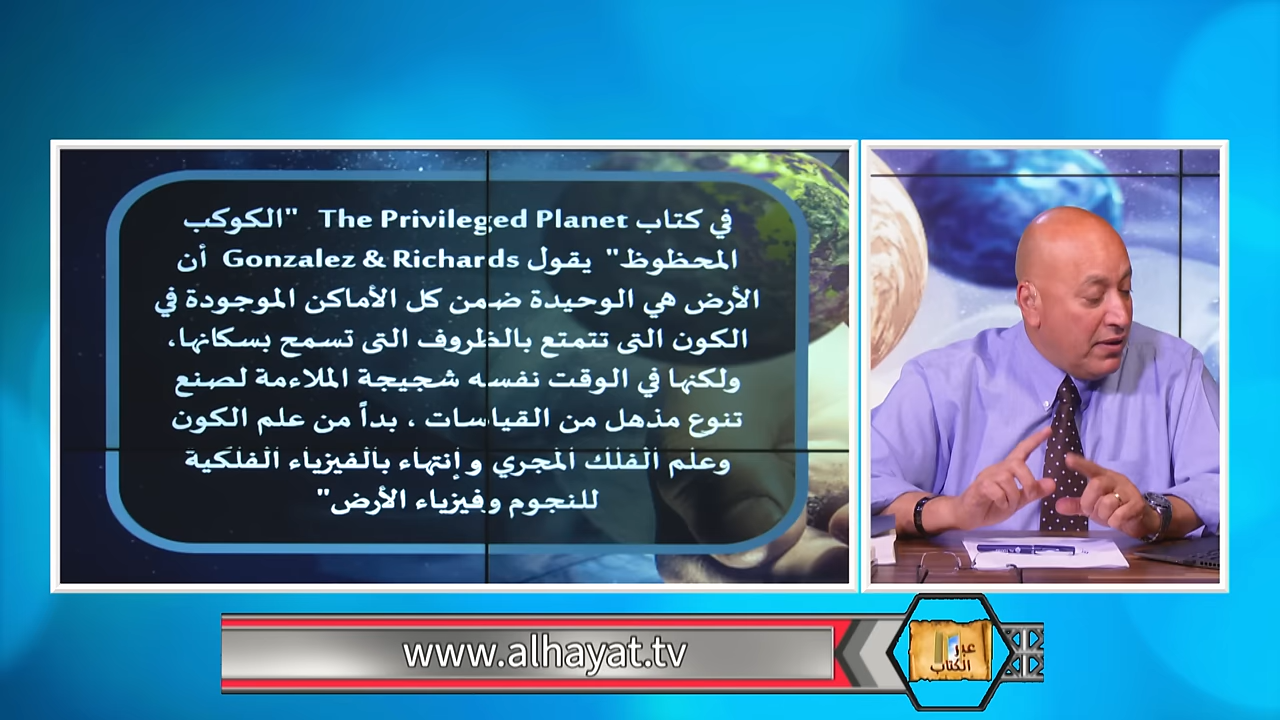 في كتاب The Privileged Planet "الكوكب
المحظوظ" يقول Gonzalez & Richards أن
الأرض هي الوحيدة ضمن كل الأماكن الموجودة في
الكون التى تتمتع بالظروف التى تسمح بسكانها،
ولكنها في الوقت نفسه شجيجة الملاءمة لصنع
تنوع مذهل من القياسات ، بدأً من علم الكون
وعلم الفلك المجري وإنتهاء بالفيزياء الفلكية
للنجوم وفيزياء الأرض"
www.alhayat.tv
عبر
الكتاب